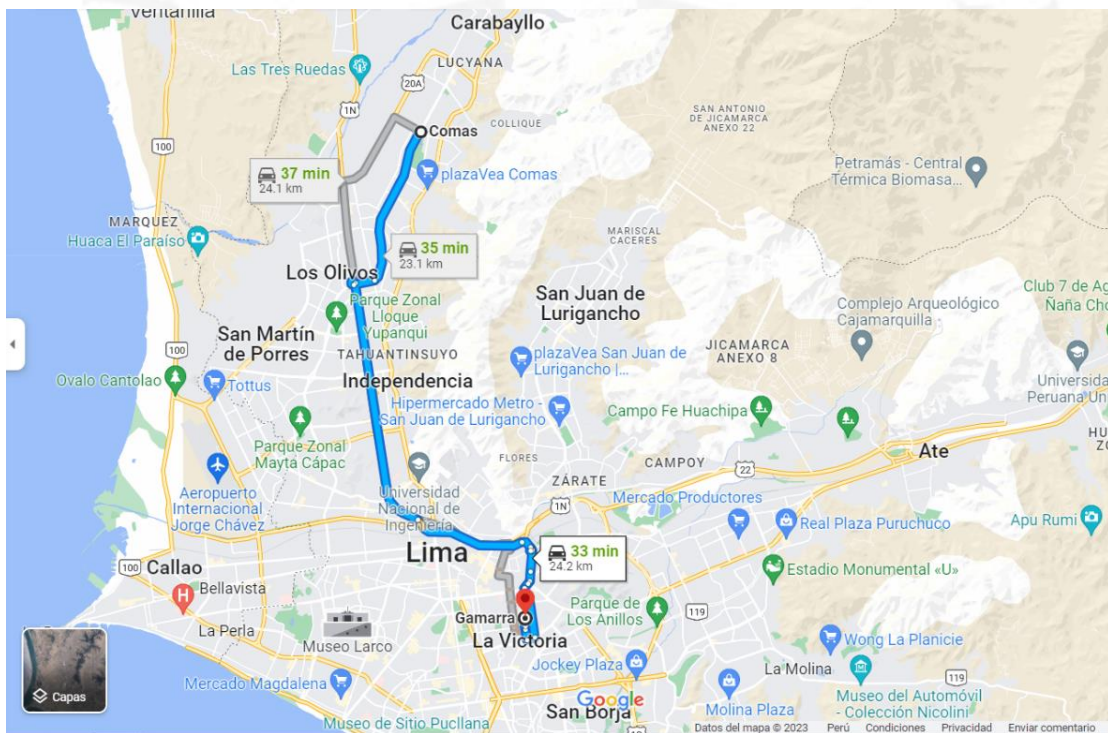 Ventanilla
Carabayllo
LUCYANA
Las Tres Ruedas
20A
1N
Comas
COLLIQUE
SAN ANTONIO
DE JICAMARCA
ANEXO 22
100
37 min
24.1 km
plazaVea Comas
Petramás - Central
Térmica Biomasa...
MARQUEZ
Huaca El Paraíso
35 min
23.1 km
MARISCAL
CACERES
Los Olivos
Parque Zonal
Lloque
Yupanqui
San Juan de
Lurigancho
Complejo Arqueológico
Cajamarquilla
Club 7 de Ag
Ñaña Cho
San Martín
de Porres
TAHUANTINSUYO
100
plazaVea San Juan de
Lurigancho |...
JICAMARCA
ANEXO 8
Ovalo Cantolao
Tottus
Independencia
Universidad
Peruana Un
Hipermercado Metro -
San Juan de Lurigancho
Campo Fe Huachipa
Parque Zonal
Mayta Cápac
FLORES
CAMPOY
22
Ate
HU
ZO
Aeropuerto
Internacional
Jorge Chávez
Universidad
Nacional de
Ingeniería
ZÁRATE
1N
Mercado Productores
Real Plaza Puruchuco
Apu Rumi
Lima
33 min
24.2 km
100
Callao
Bellavista
Estadio Monumental «U»
La Perla
Gamarra
La Victoria
Parque de
Los Anillos
119
Museo Larco
Wong La Planicie
Jockey Plaza
La Molina
119
Capas
Mercado Magdalena
Google
Molina Plaza
Museo del Automóvil
- Colección Nicolini
Museo de Sitio Pucllana
San Borja
Datos del mapa © 2023 Perú Condiciones Privacidad Enviar comentario